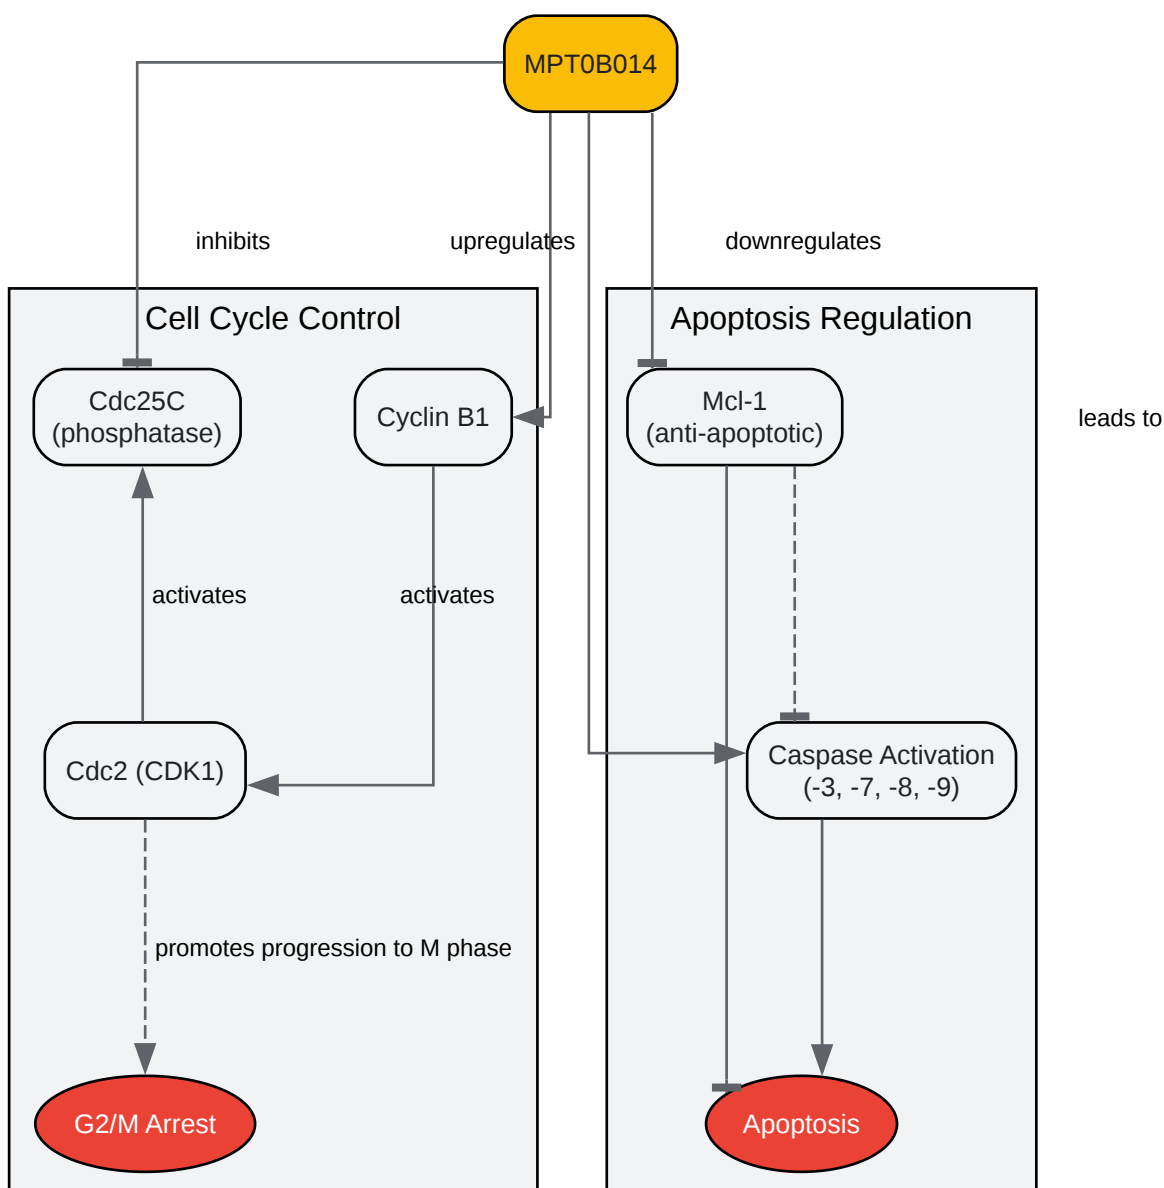 MPT0B014
inhibits
upregulates
downregulates
Cell Cycle Control
Apoptosis Regulation
Cdc25C
(phosphatase)
Cyclin B1
Mcl-1
(anti-apoptotic)
leads to
activates
activates
Cdc2 (CDK1)
Caspase Activation
(-3, -7, -8, -9)
promotes progression to M phase
G2/M Arrest
Apoptosis